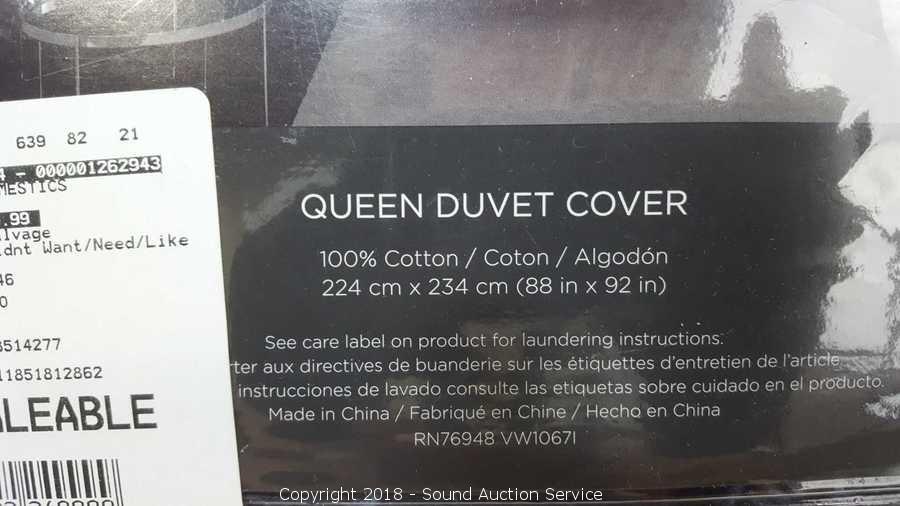 639 82 21
- 000001262943
MESTICS
.99
lvage
dnt Want/Need/Like
46
0
514277
11851812862
LEABLE
QUEEN DUVET COVER
100% Cotton / Coton / Algodón
224 cm x 234 cm (88 in x 92 in)
See care label on product for laundering instructions.
ter aux directives de buanderie sur les étiquettes d'entretien de l'article
instrucciones de lavado consulte las etiquetas sobre cuidado en el producto.
Made in China / Fabriqué en Chine / Hecho en China
RN76948 VW1067I
Copyright 2018 - Sound Auction Service